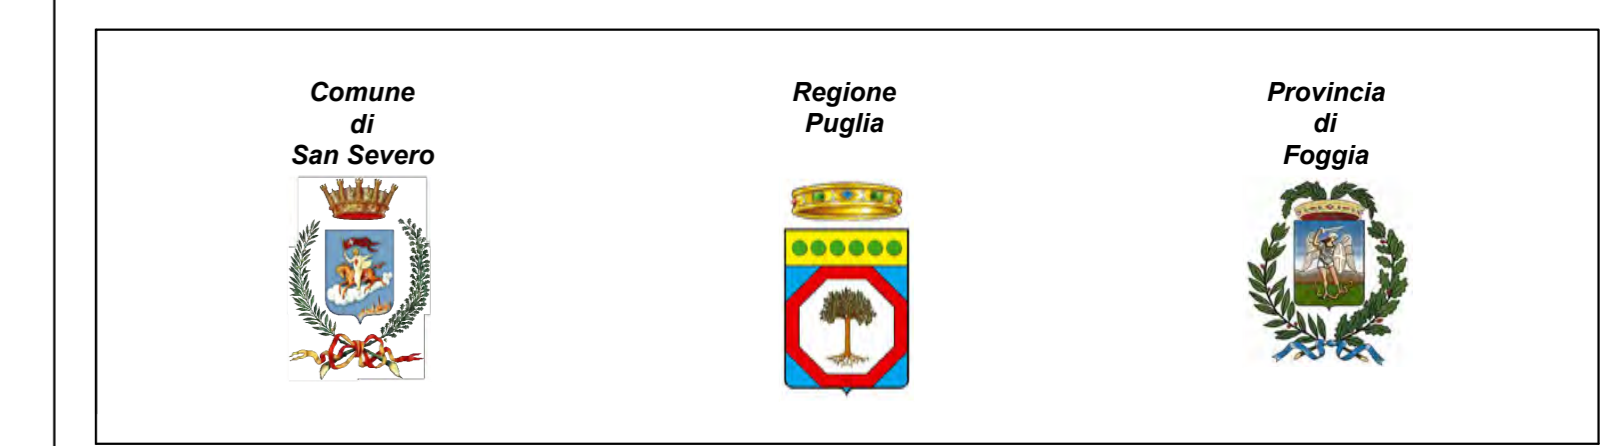 Comune
di
San Severo
Regione
Puglia
Provincia
di
Foggia